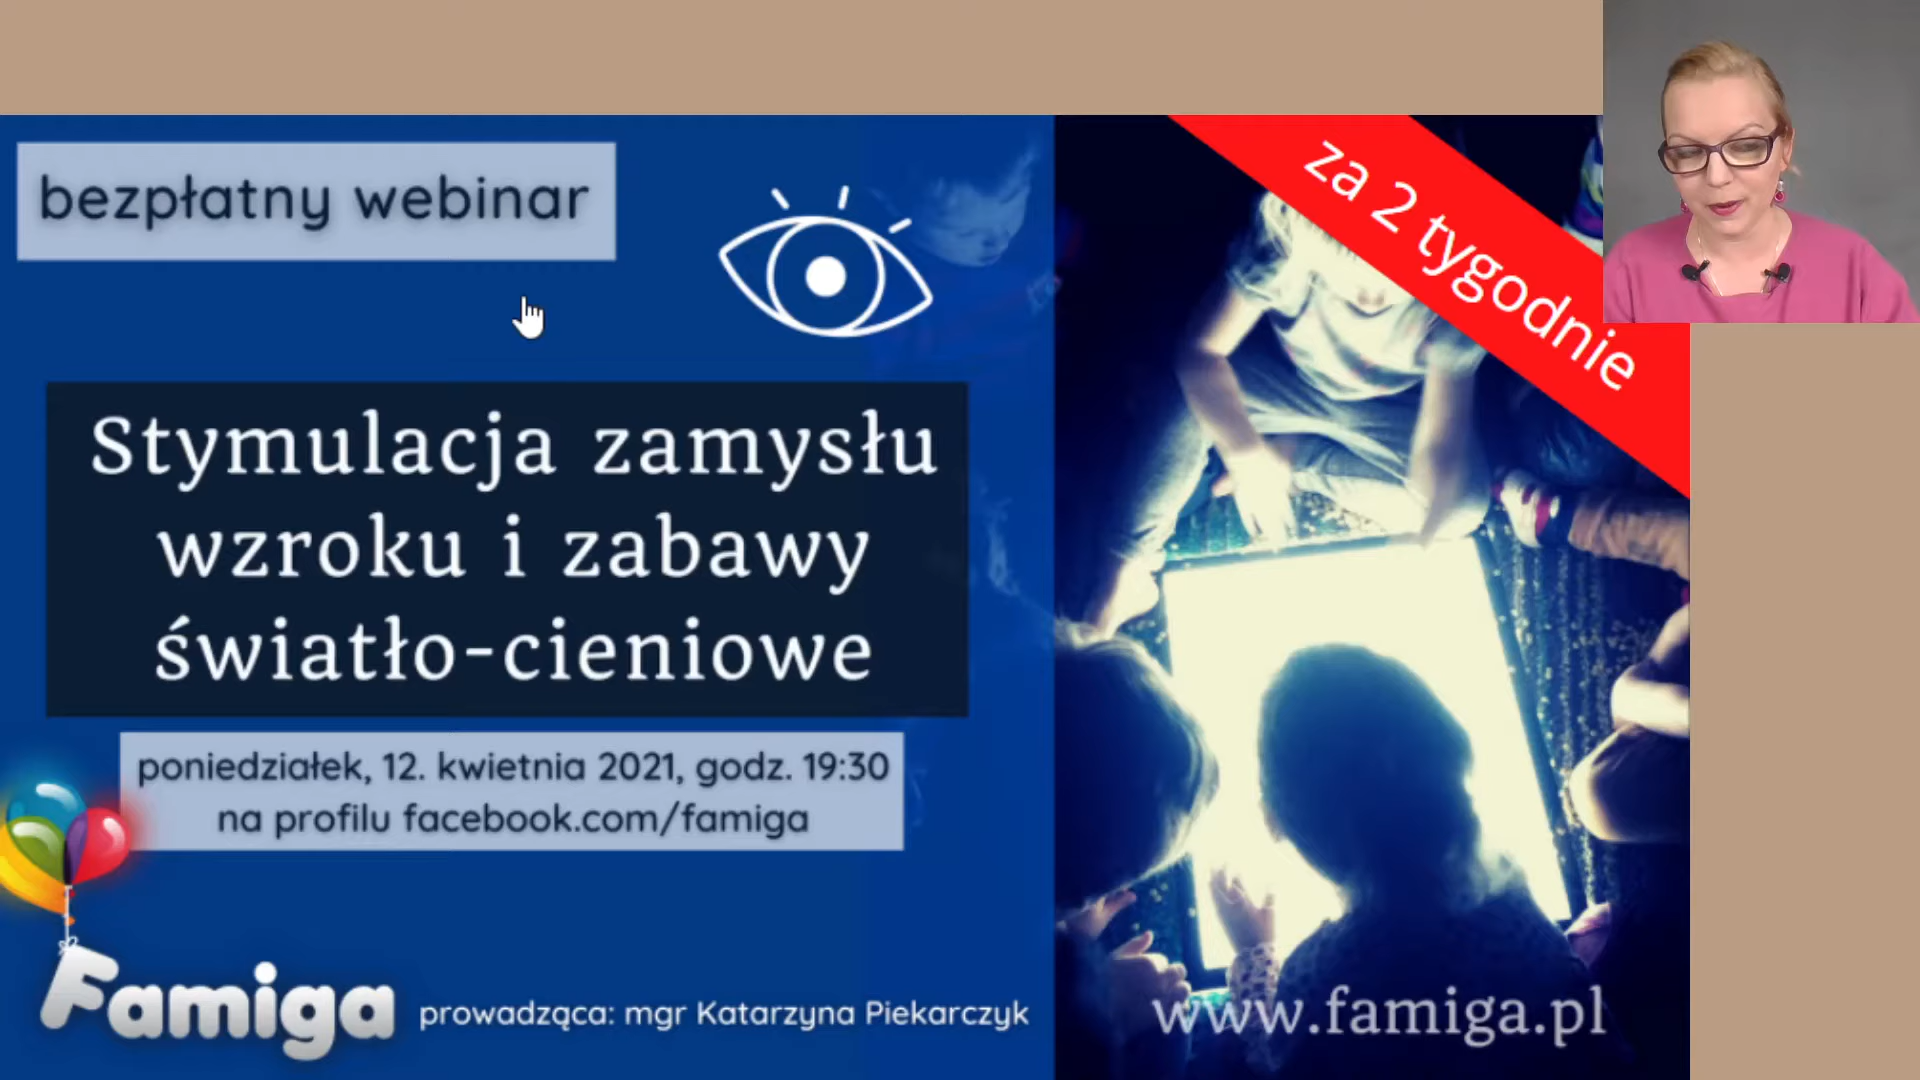 bezpłatny webinar
za 2 tygodnie
Stymulacja zamysłu
wzroku i zabawy
światło-cieniowe
poniedziałek, 12. kwietnia 2021, godz. 19:30
na profilu facebook.com/famiga
Famiga
prowadząca: mgr Katarzyna Piekarczyk
www.famiga.pl